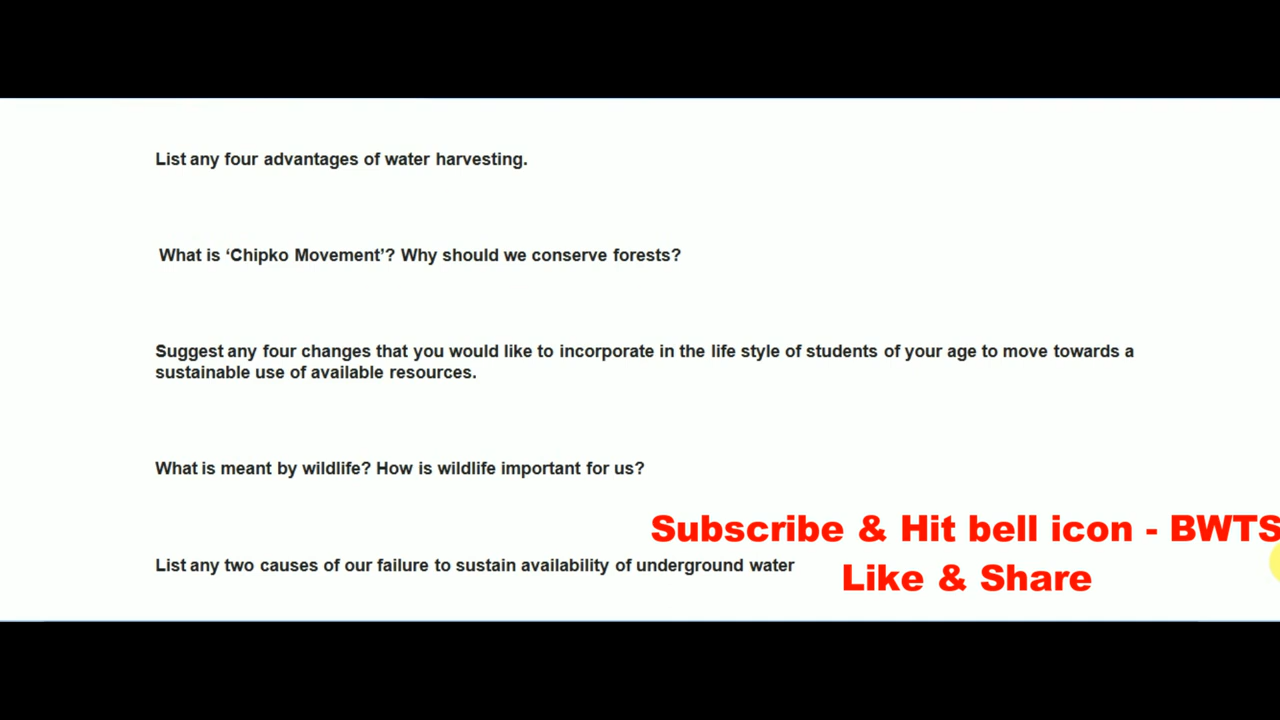 List any four advantages of water harvesting.
What is ‘Chipko Movement’? Why should we conserve forests?
Suggest any four changes that you would like to incorporate in the life style of students of your age to move towards a
sustainable use of available resources.
What is meant by wildlife? How is wildlife important for us?
Subscribe & Hit bell icon - BWTS
List any two causes of our failure to sustain availability of underground water
Like & Share